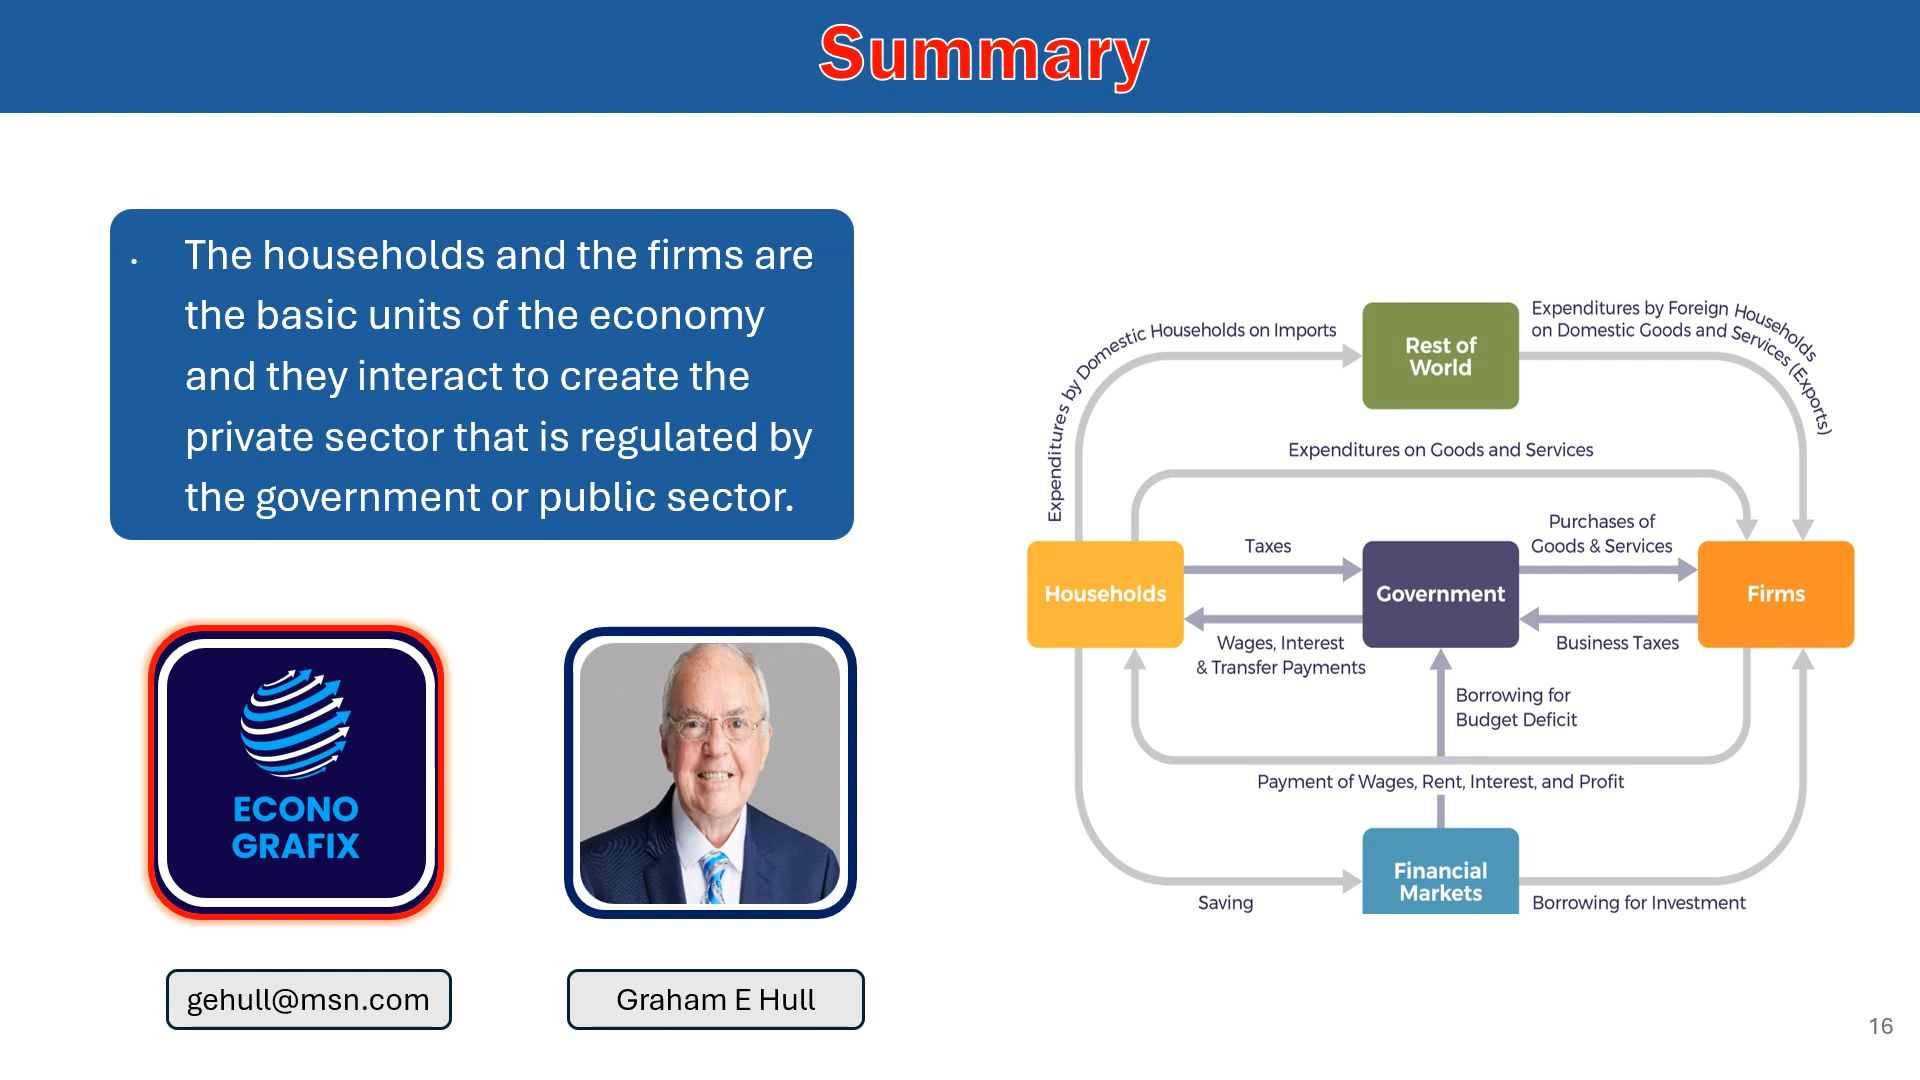 Summary
• The households and the firms are
the basic units of the economy
and they interact to create the
private sector that is regulated by
the government or public sector.
ECONO
GRAFIX
gehull@msn.com
Graham E Hull
Expenditures by Domestic Households on Imports
Rest of
World
Expenditures by Foreign Households
on Domestic Goods and Services (Exports)
Expenditures on Goods and Services
Households
Taxes
Government
Purchases of
Goods & Services
Firms
Wages, Interest
& Transfer Payments
Business Taxes
Borrowing for
Budget Deficit
Payment of Wages, Rent, Interest, and Profit
Financial
Markets
Saving
Borrowing for Investment
16